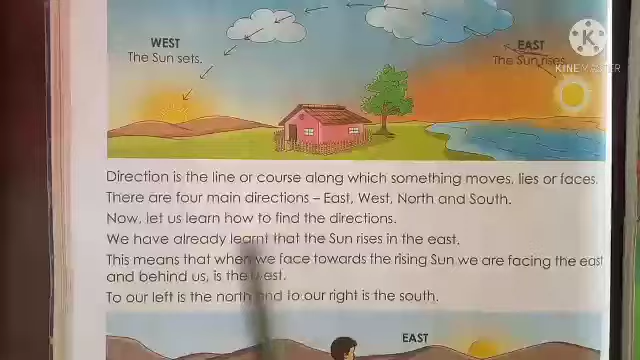 WEST
The Sun sets.
EAST
The Sun rises.
K
KINEMASTER
Direction is the line or course along which something moves, lies or faces.
There are four main directions – East, West, North and South.
Now, let us learn how to find the directions.
We have already learnt that the Sun rises in the east.
This means that when we face towards the rising Sun we are facing the east
and behind us, is the west.
To our left is the north and to our right is the south.
EAST